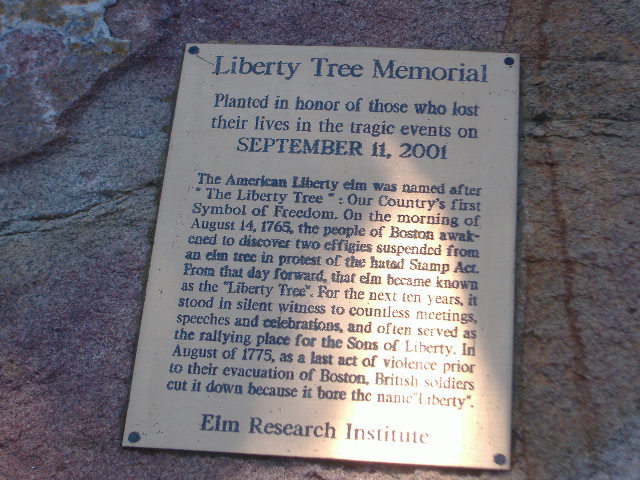 Liberty Tree Memorial
Planted in honor of those who lost
their lives in the tragic events on
SEPTEMBER 11, 2001
The American Liberty elm was named after
" The Liberty Tree " : Our Country's first
Symbol of Freedom. On the morning of
August 14, 1765, the people of Boston awak-
ened to discover two effigies suspended from
an elm tree in protest of the hated Stamp Act.
From that day forward, that elm became known
as the "Liberty Tree". For the next ten years, it
stood in silent witness to countless meetings,
speeches and celebrations, and often served as
the rallying place for the Sons of Liberty. In
August of 1775, as a last act of violence prior
to their evacuation of Boston, British soldiers
cut it down because it bore the name "Liberty".
Elm Research Institute